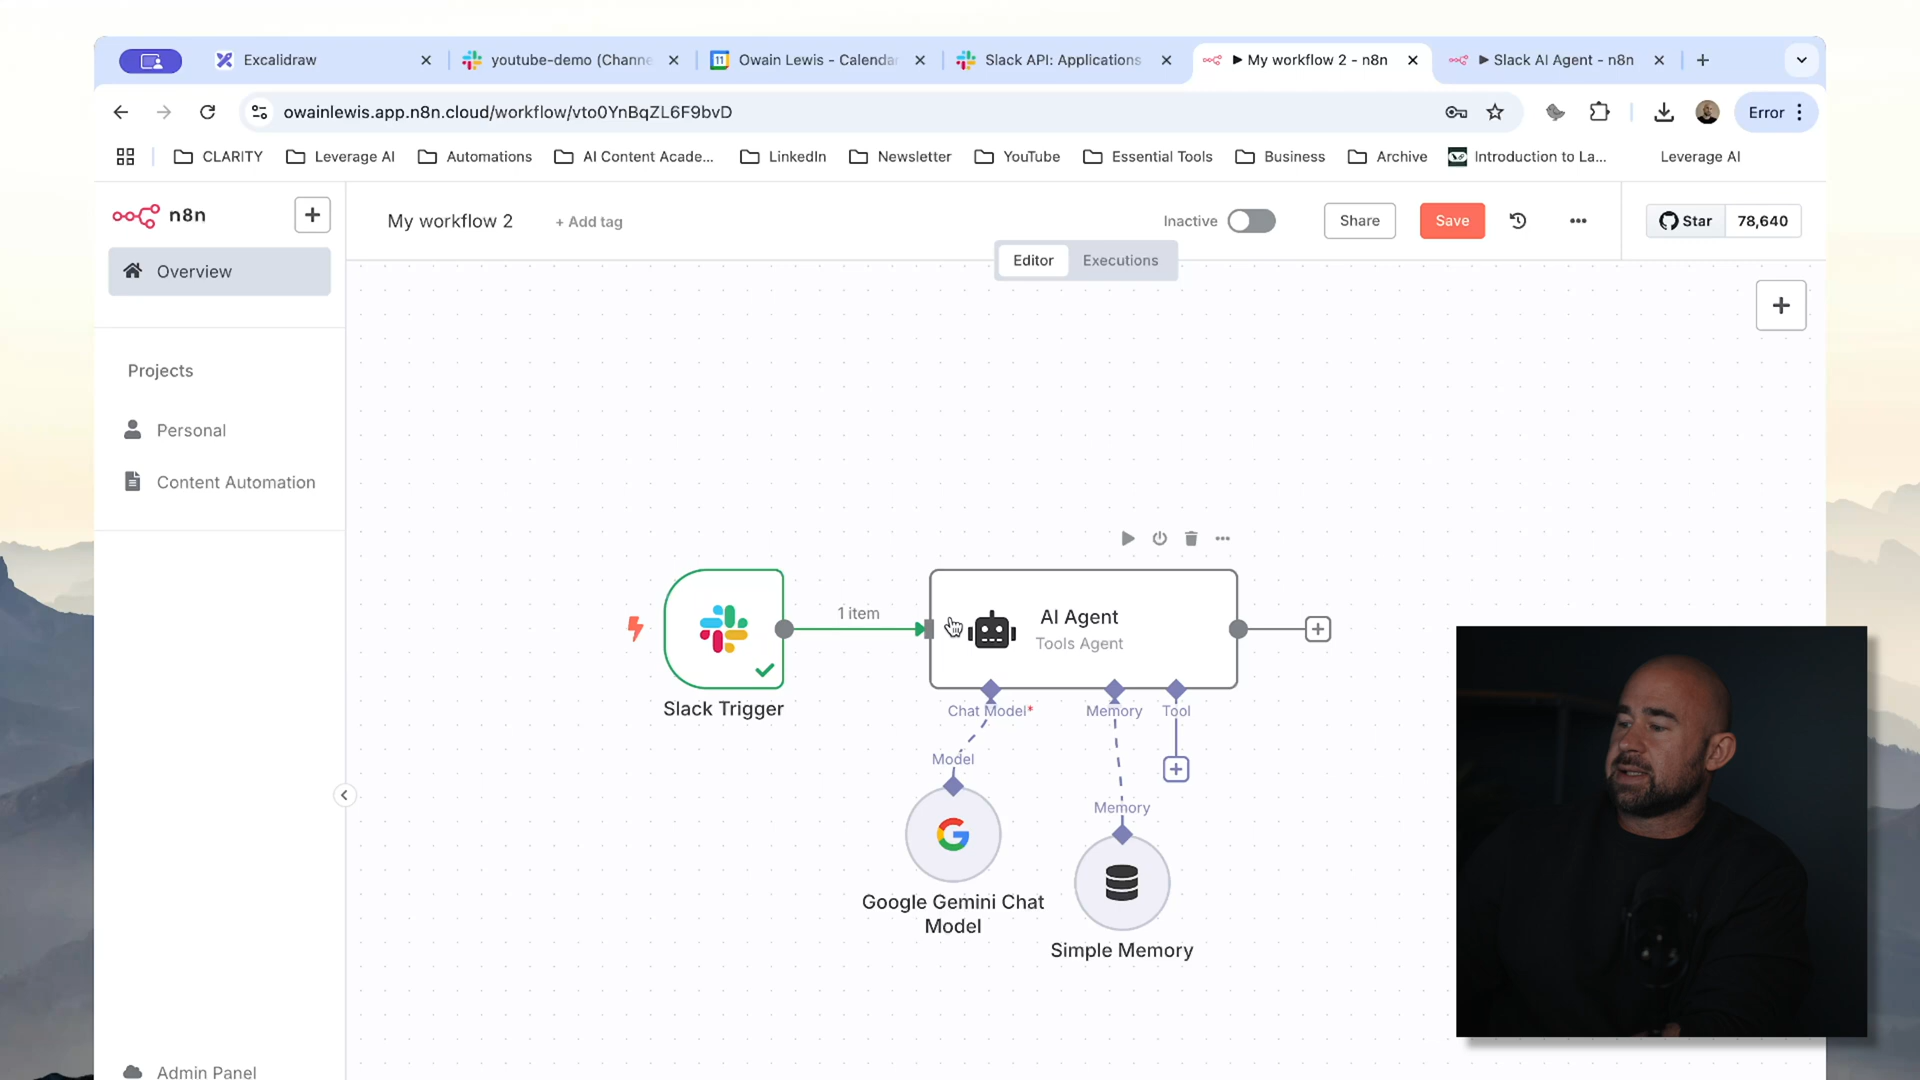 Excalidraw
youtube-demo (Channe
11
Owain Lewis - Calenda
Slack API: Applications
▶ My workflow 2 - n8n
▶ Slack AI Agent - n8n
owainlewis.app.n8n.cloud/workflow/vto0YnBqZL6F9bvD
Error
CLARITY
Leverage AI
Automations
AI Content Acade...
LinkedIn
Newsletter
YouTube
Essential Tools
Business
Archive
Introduction to La...
Leverage AI
n8n
My workflow 2
+ Add tag
Inactive
Share
Save
Star
78,640
Overview
Editor
Executions
Projects
Personal
Content Automation
1 item
AI Agent
Tools Agent
Slack Trigger
Chat Model*
Memory
Tool
Model
Memory
G
Google Gemini Chat
Model
Simple Memory
Admin Panel